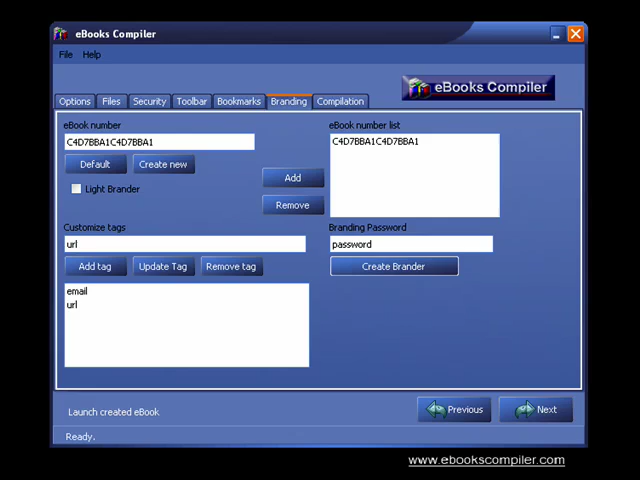 eBooks Compiler
File Help
eBooks Compiler
Options Files Security Toolbar Bookmarks Branding Compilation
eBook number
C4D7BBA1C4D7BBA1
Default Create new
Light Brander
Add
Remove
eBook number list
C4D7BBA1C4D7BBA1
Customize tags
url
Add tag Update Tag Remove tag
email
url
Branding Password
password
Create Brander
Launch created eBook
Previous Next
Ready.
www.ebookscompiler.com